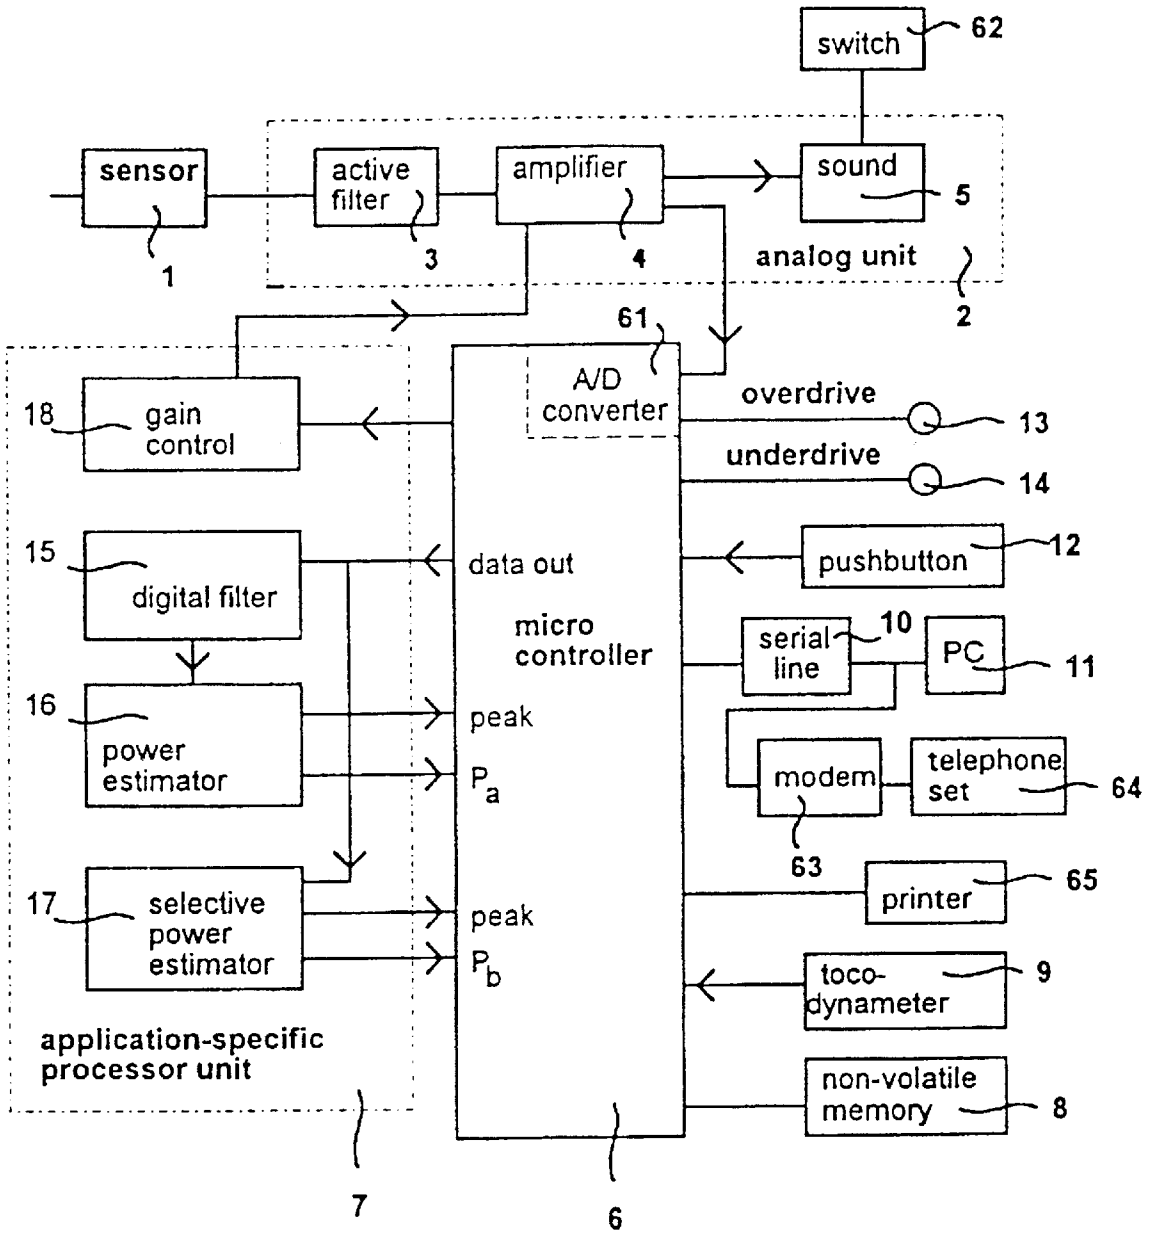 switch
62
sensor
1
active
filter
3
amplifier
4
sound
5
analog unit
2
61
A/D
converter
overdrive
13
underdrive
14
18
gain
control
15
digital filter
data out
pushbutton
12
micro
controller
serial
line
10
PC
11
16
power
estimator
peak
Pa
modem
63
telephone
set
64
17
selective
power
estimator
peak
Pb
printer
65
toco-
dynameter
9
application-specific
processor unit
non-volatile
memory
8
7
6